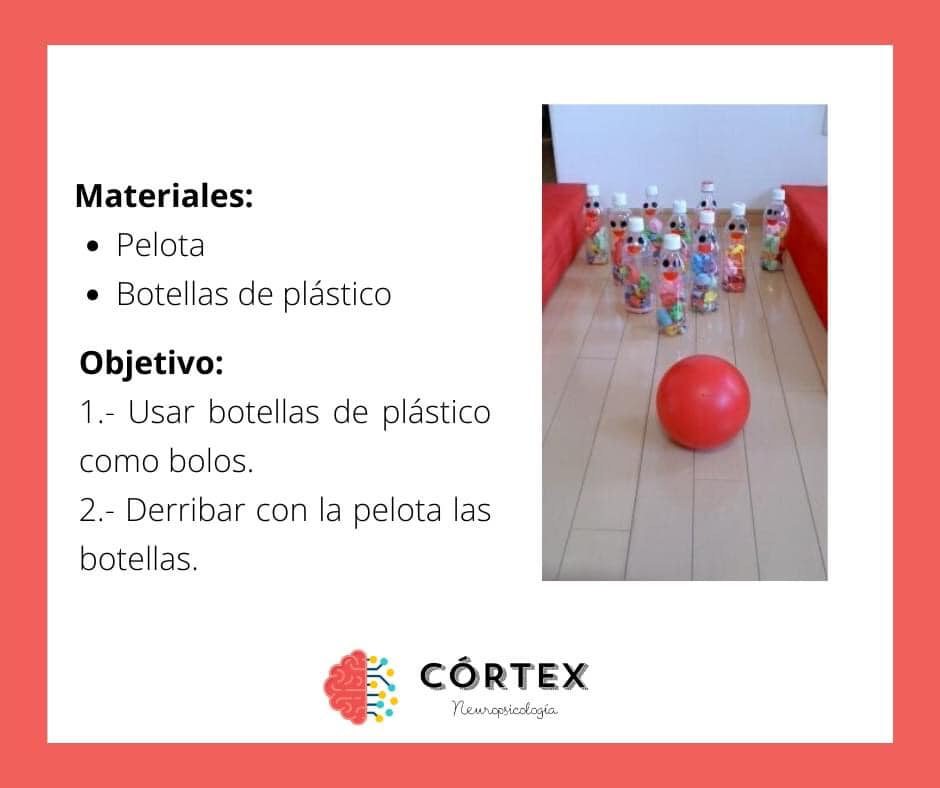 Materiales:
• Pelota
• Botellas de plástico
Objetivo:
1.- Usar botellas de plástico
como bolos.
2.- Derribar con la pelota las
botellas.
CÓRTEX
Neuropsicología